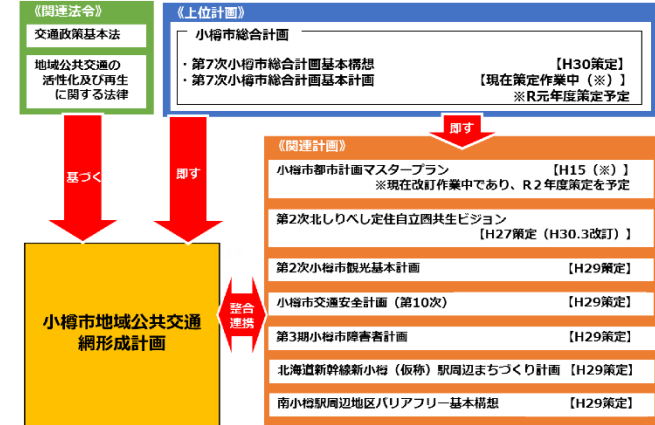 《関連法令》
交通政策基本法
地域公共交通の
活性化及び再生
に関する法律
《上位計画》
小樽市総合計画
・第7次小樽市総合計画基本構想 【H30策定】
・第7次小樽市総合計画基本計画 【現在策定作業中（※）】
※R元年度策定予定
基づく
即す
即す
《関連計画》
小樽市都市計画マスタープラン 【H15（※）】
※現在改訂作業中であり、R２年度策定を予定
第2次北しりべし定住自立圏共生ビジョン
【H27策定（H30.3改訂）】
第2次小樽市観光基本計画 【H29策定】
小樽市交通安全計画（第10次） 【H29策定】
第3期小樽市障害者計画 【H29策定】
北海道新幹線新小樽（仮称）駅周辺まちづくり計画 【H29策定】
南小樽駅周辺地区バリアフリー基本構想 【H29策定】
整合
連携
小樽市地域公共交通
網形成計画